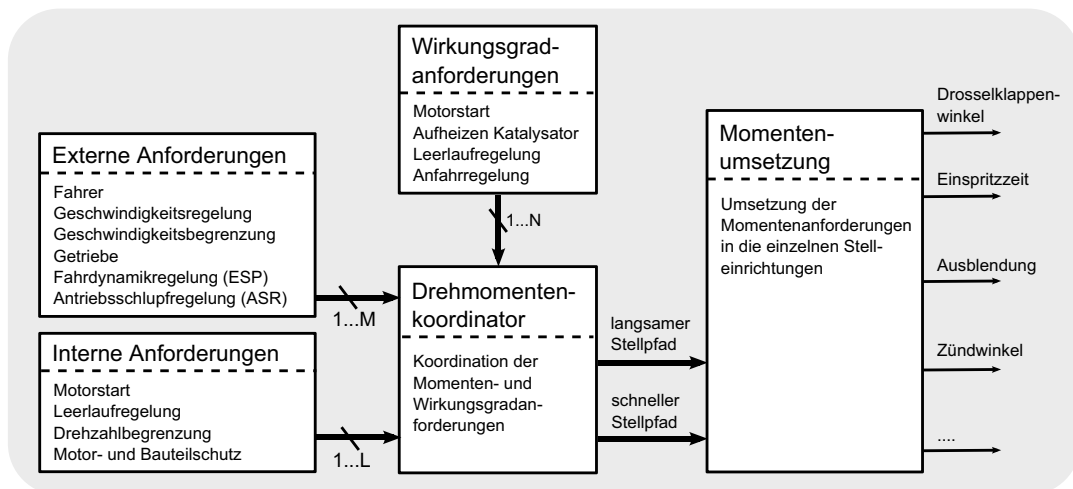 Wirkungsgrad-
anforderungen
Motorstart
Aufheizen Katalysator
Leerlaufregelung
Anfahrregelung
1...N
Externe Anforderungen
Fahrer
Geschwindigkeitsregelung
Geschwindigkeitsbegrenzung
Getriebe
Fahrdynamikregelung (ESP)
Antriebsschlupfregelung (ASR)
1...M
Interne Anforderungen
Motorstart
Leerlaufregelung
Drehzahlbegrenzung
Motor- und Bauteilschutz
1...L
Drehmomenten-
koordinator
Koordination der
Momenten- und
Wirkungsgradan-
forderungen
langsamer
Stellpfad
schneller
Stellpfad
Momenten-
umsetzung
Umsetzung der
Momentenanforderungen
in die einzelnen Stell-
einrichtungen
Drosselklappen-
winkel
Einspritzzeit
Ausblendung
Zündwinkel
....